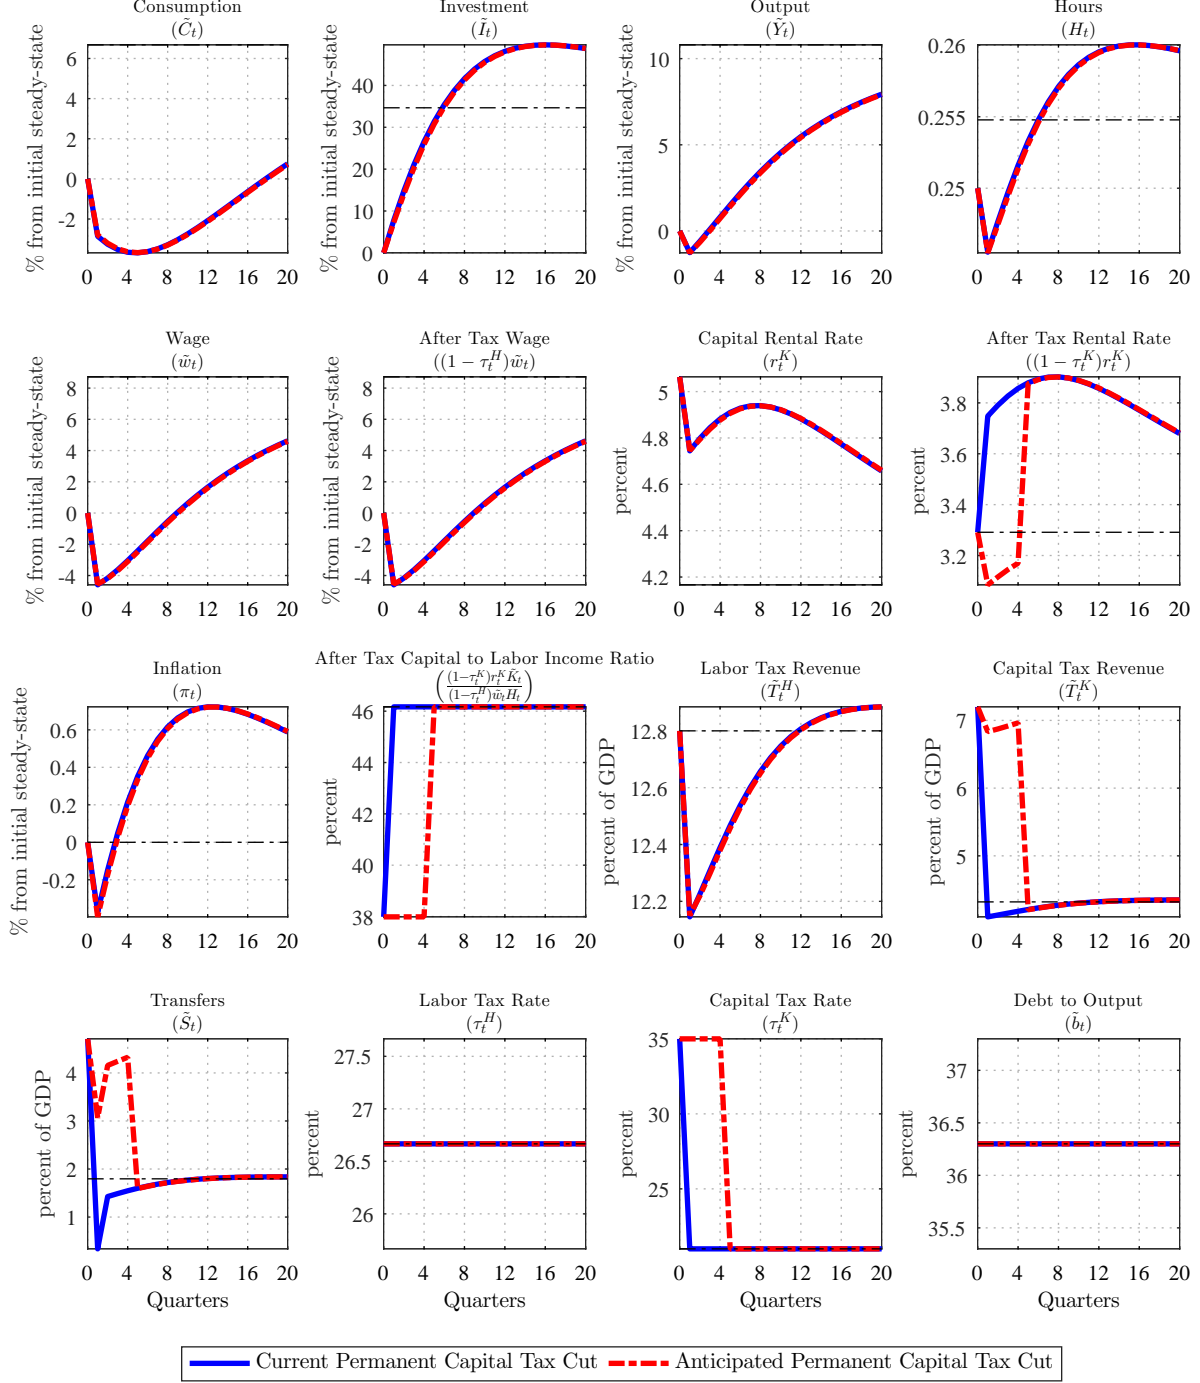 Consumption
(C̃ₜ)
% from initial steady-state
6
4
2
0
-2
0 4 8 12 16 20
Investment
(Ĩₜ)
% from initial steady-state
40
30
20
10
0
0 4 8 12 16 20
Output
(Ỹₜ)
% from initial steady-state
10
5
0
0 4 8 12 16 20
Hours
(Hₜ)
0.26
0.255
0.25
0 4 8 12 16 20
Wage
(w̃ₜ)
% from initial steady-state
8
6
4
2
0
-2
-4
0 4 8 12 16 20
After Tax Wage
((1 − τₜᴴ)w̃ₜ)
% from initial steady-state
8
6
4
2
0
-2
-4
0 4 8 12 16 20
Capital Rental Rate
(rₜᴷ)
percent
5
4.8
4.6
4.4
4.2
0 4 8 12 16 20
After Tax Rental Rate
((1 − τₜᴷ)rₜᴷ)
percent
3.8
3.6
3.4
3.2
0 4 8 12 16 20
Inflation
(πₜ)
% from initial steady-state
0.6
0.4
0.2
0
-0.2
0 4 8 12 16 20
After Tax Capital to Labor Income Ratio
((1−τₜᴷ)rₜᴷK̃ₜ / (1−τₜᴴ)w̃ₜHₜ)
percent
46
44
42
40
38
0 4 8 12 16 20
Labor Tax Revenue
(T̃ₜᴴ)
percent of GDP
12.8
12.6
12.4
12.2
0 4 8 12 16 20
Capital Tax Revenue
(T̃ₜᴷ)
percent of GDP
7
6
5
0 4 8 12 16 20
Transfers
(S̃ₜ)
percent of GDP
4
3
2
1
0 4 8 12 16 20
Quarters
Labor Tax Rate
(τₜᴴ)
percent
27.5
27
26.5
26
0 4 8 12 16 20
Quarters
Capital Tax Rate
(τₜᴷ)
percent
35
30
25
0 4 8 12 16 20
Quarters
Debt to Output
(b̃ₜ)
percent
37
36.5
36
35.5
0 4 8 12 16 20
Quarters
Current Permanent Capital Tax Cut Anticipated Permanent Capital Tax Cut